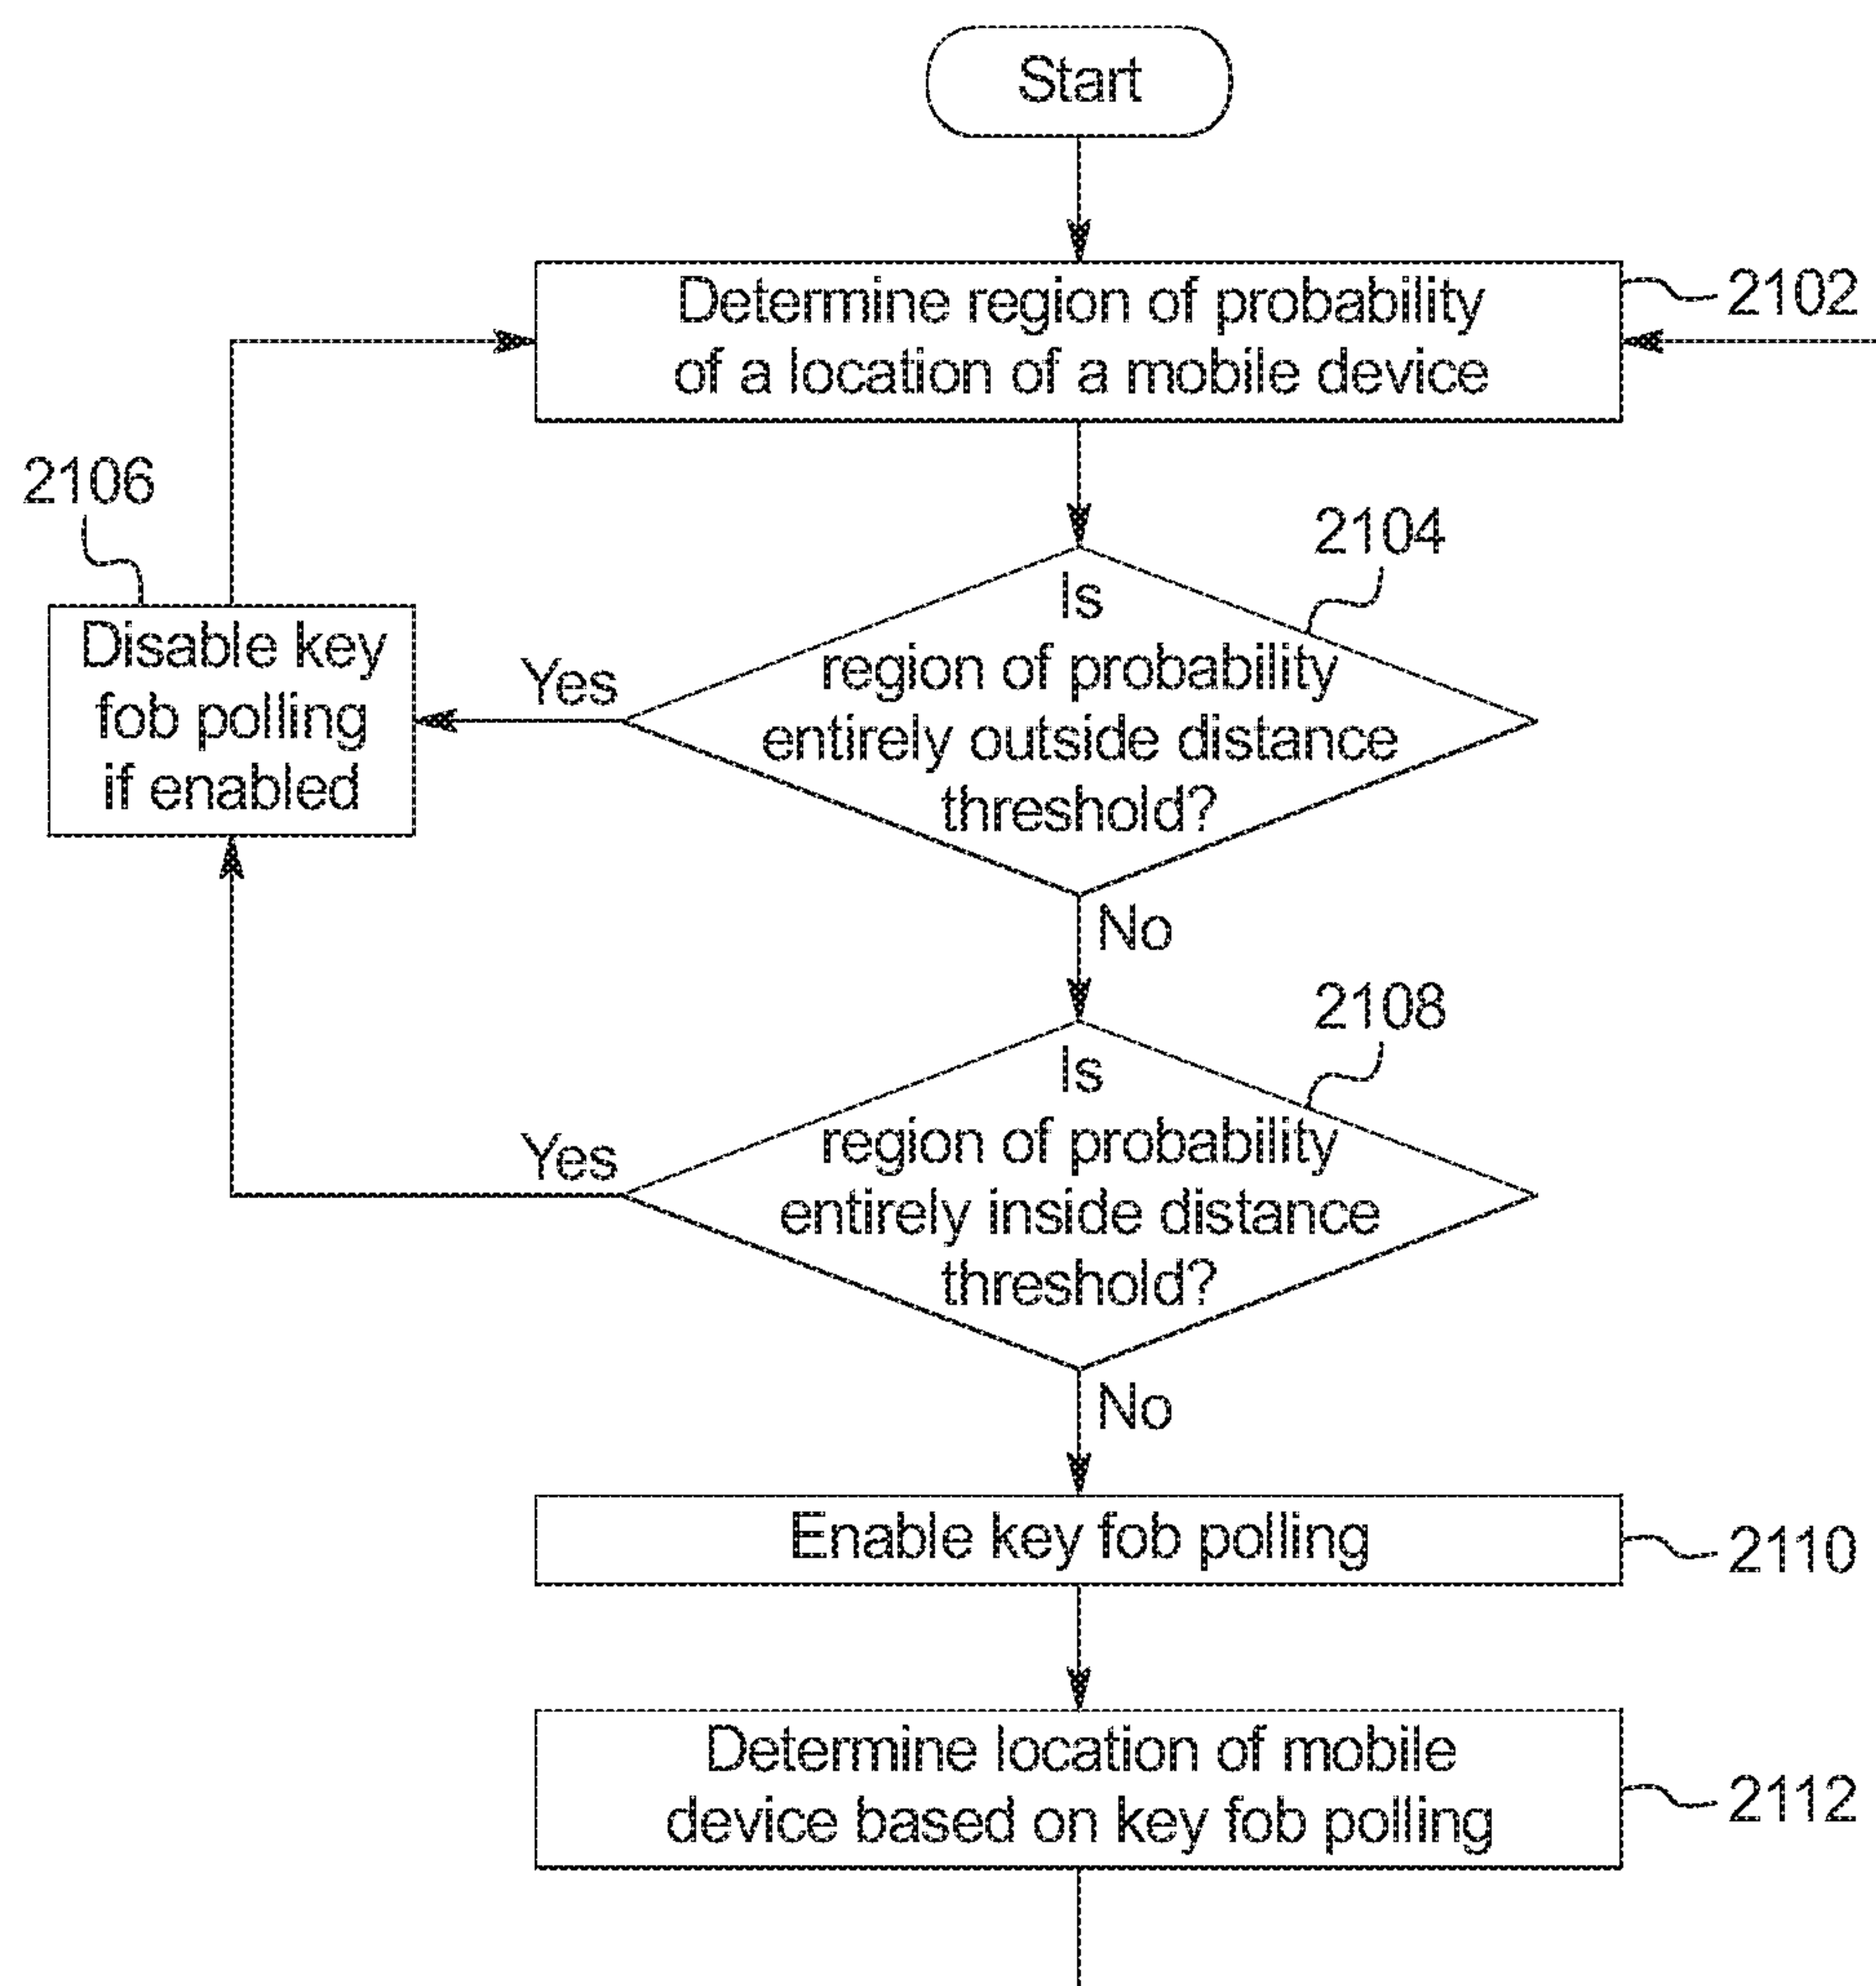 Start
Determine region of probability
of a location of a mobile device
2102
2106
2104
Disable key
fob polling
if enabled
Yes
Is
region of probability
entirely outside distance
threshold?
No
2108
Yes
Is
region of probability
entirely inside distance
threshold?
No
Enable key fob polling
2110
Determine location of mobile
device based on key fob polling
2112